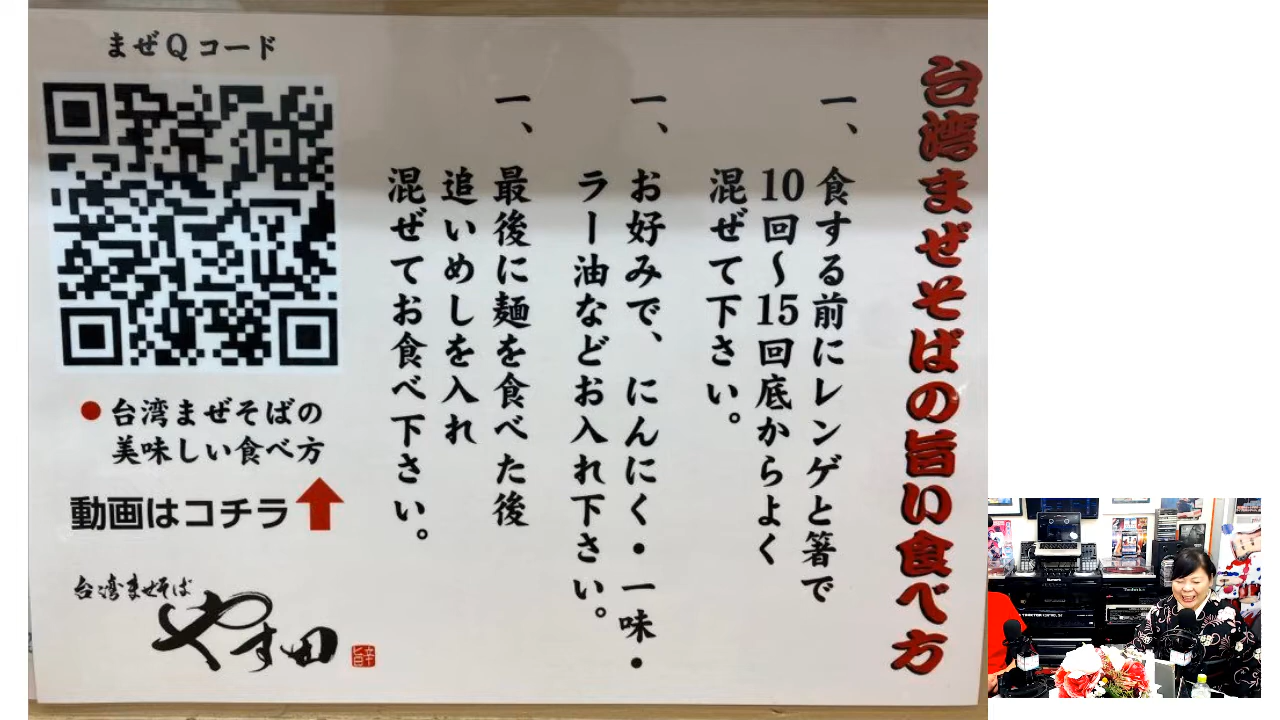 台湾まぜそばの旨い食べ方
一、食する前にレンゲと箸で
10回〜15回底からよく
混ぜて下さい。
一、お好みで、にんにく・一味・
ラー油などお入れ下さい。
一、最後に麺を食べた後
追いめしを入れ
混ぜてお食べ下さい。
まぜQコード
●台湾まぜそばの
美味しい食べ方
動画はコチラ
台湾まぜそば
やす田
旨辛